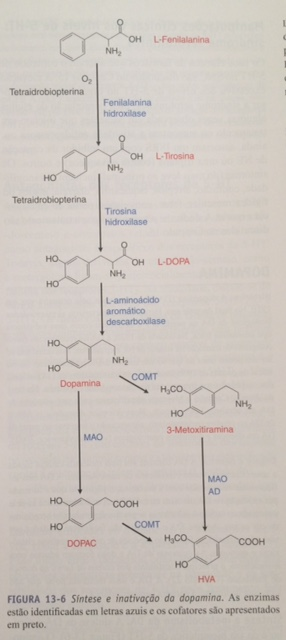 O
OH
L-Fenilalanina
NH₂
O₂
Tetraidrobiopterina
Fenilalanina
hidroxilase
O
OH
L-Tirosina
NH₂
HO
Tetraidrobiopterina
Tirosina
hidroxilase
O
HO
OH
L-DOPA
NH₂
HO
L-aminoácido
aromático
descarboxilase
HO
HO
NH₂
Dopamina
COMT
H₃CO
HO
NH₂
3-Metoxitiramina
MAO
MAO
AD
HO
COOH
HO
COMT
DOPAC
H₃CO
COOH
HO
HVA
FIGURA 13-6 Síntese e inativação da dopamina. As enzimas
estão identificadas em letras azuis e os cofatores são apresentados
em preto.